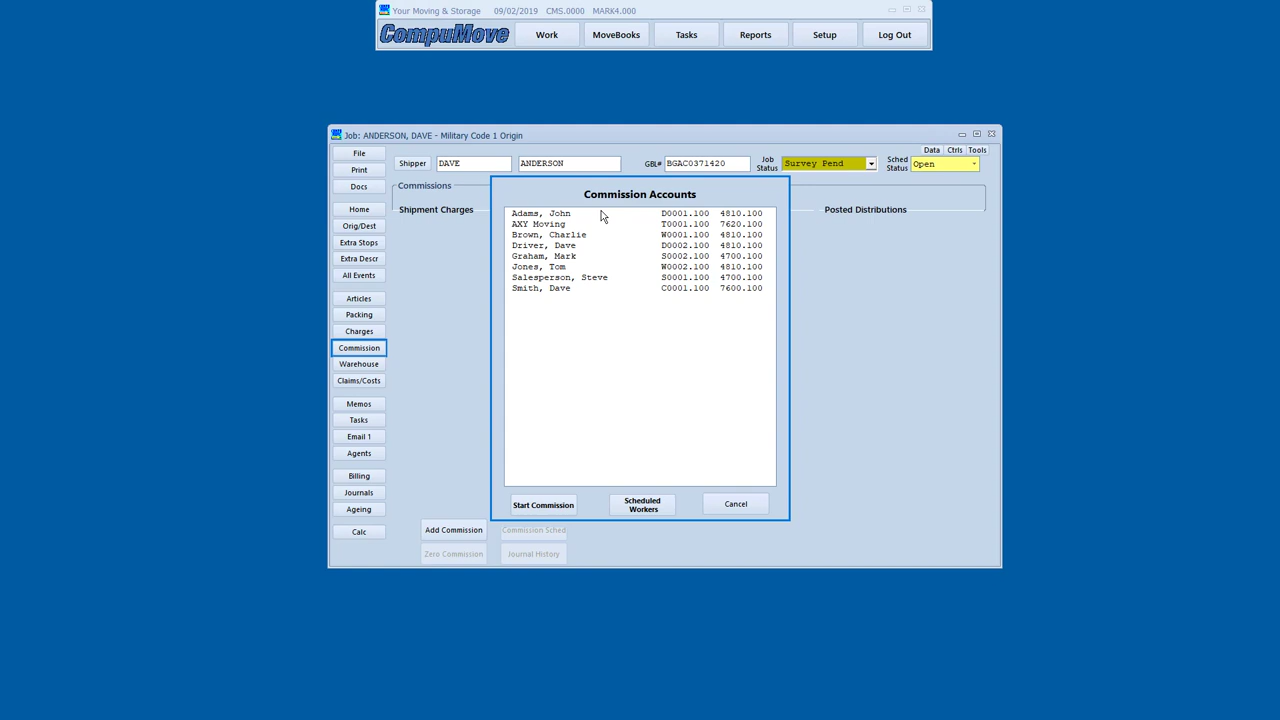 Your Moving & Storage 09/02/2019 CMS.0000 MARK4.000
CompuMove Work MoveBooks Tasks Reports Setup Log Out
Job: ANDERSON, DAVE - Military Code 1 Origin
Data Ctrls Tools
File
Print
Docs
Home
Orig/Dest
Extra Stops
Extra Descr
All Events
Articles
Packing
Charges
Commission
Warehouse
Claims/Costs
Memos
Tasks
Email 1
Agents
Billing
Journals
Ageing
Calc
Shipper DAVE ANDERSON GBL# BGAC0371420 Job Status Survey Pend Sched Status Open
Commissions
Shipment Charges
Posted Distributions
Commission Accounts
Adams, John D0001.100 4810.100
AXY Moving T0001.100 7620.100
Brown, Charlie W0001.100 4810.100
Driver, Dave D0002.100 4810.100
Graham, Mark S0002.100 4700.100
Jones, Tom W0002.100 4810.100
Salesperson, Steve S0001.100 4700.100
Smith, Dave C0001.100 7600.100
Start Commission Scheduled Workers Cancel
Add Commission Commission Sched
Zero Commission Journal History